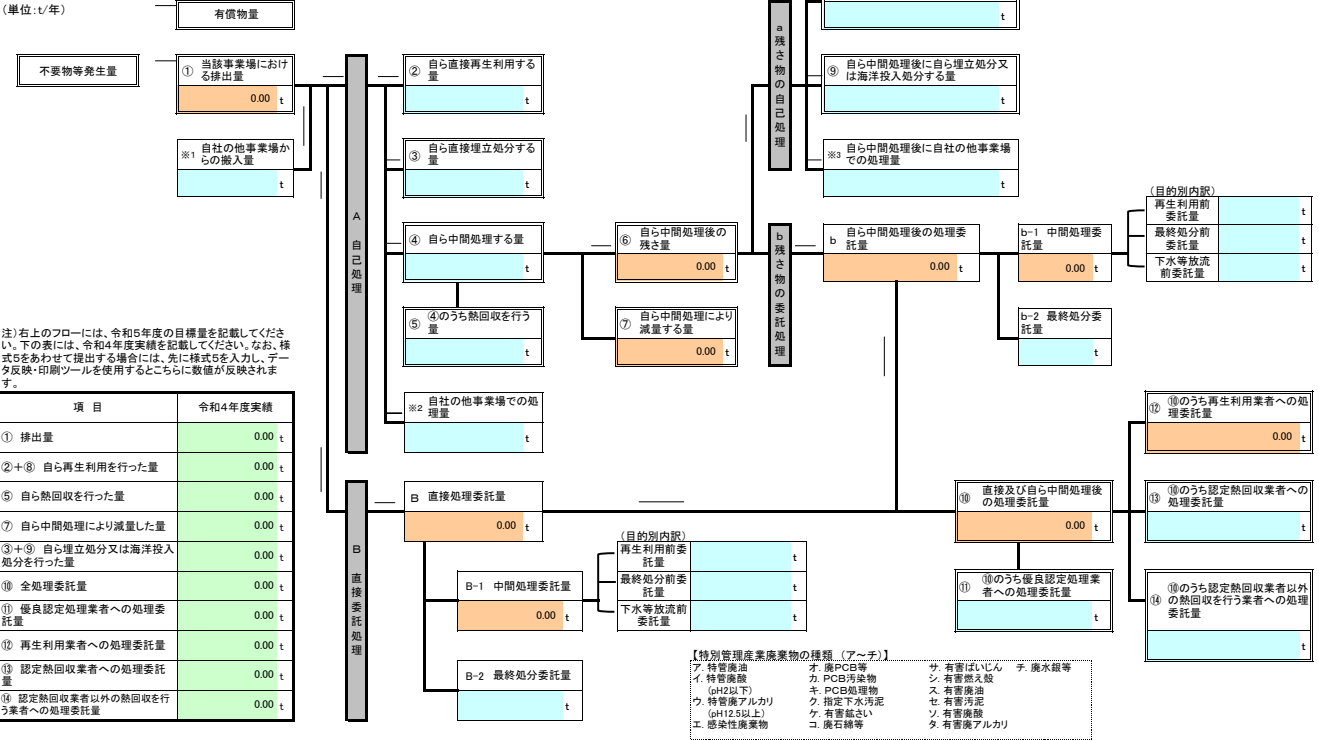 （単位：t/年）
有償物量
t
不要物等発生量
① 当該事業場におけ
る排出量
0.00 t
※1 自社の他事業場か
らの搬入量
t
A 自己処理
② 自ら直接再生利用する
量
t
③ 自ら直接埋立処分する
量
t
④ 自ら中間処理する量
t
⑤ ④のうち熱回収を行う
量
t
※2 自社の他事業場での処
理量
t
⑥ 自ら中間処理後の
残さ量
0.00 t
⑦ 自ら中間処理により
減量する量
0.00 t
a 残さ物の自己処理
⑨ 自ら中間処理後に自ら埋立処分又
は海洋投入処分する量
t
※3 自ら中間処理後に自社の他事業場
での処理量
t
b 残さ物の委託処理
b 自ら中間処理後の処理委
託量
0.00 t
b-1 中間処理委
託量
0.00 t
b-2 最終処分委
託量
t
（目的別内訳）
再生利用前
委託量
t
最終処分前
委託量
t
下水等放流
前委託量
t
注）右上のフローには、令和5年度の目標量を記載してくださ
い。下の表には、令和4年度実績を記載してください。なお、様
式5をあわせて提出する場合には、先に様式5を入力し、デー
タ反映・印刷ツールを使用するとこちらに数値が反映されま
す。
項 目 令和4年度実績
① 排出量 0.00 t
②＋⑧ 自ら再生利用を行った量 0.00 t
⑤ 自ら熱回収を行った量 0.00 t
⑦ 自ら中間処理により減量した量 0.00 t
③＋⑨ 自ら埋立処分又は海洋投入
処分を行った量 0.00 t
⑩ 全処理委託量 0.00 t
⑪ 優良認定処理業者への処理委
託量 0.00 t
⑫ 再生利用業者への処理委託量 0.00 t
⑬ 認定熱回収業者への処理委託
量 0.00 t
⑭ 認定熱回収業者以外の熱回収を行
う業者への処理委託量 0.00 t
B 直接委託処理
B 直接処理委託量
0.00 t
B-1 中間処理委託量
0.00 t
B-2 最終処分委託量
t
（目的別内訳）
再生利用前委
託量
t
最終処分前委
託量
t
下水等放流前
委託量
t
⑩ 直接及び自ら中間処理後
の処理委託量
0.00 t
⑪ ⑩のうち優良認定処理業
者への処理委託量
t
⑫ ⑩のうち再生利用業者への処
理委託量
0.00 t
⑬ ⑩のうち認定熱回収業者への
処理委託量
t
⑭ ⑩のうち認定熱回収業者以外
の熱回収を行う業者への処理
委託量
t
【特別管理産業廃棄物の種類 （ア～チ）】
ア．特管廃油
イ．特管廃酸
（pH2以下）
ウ．特管廃アルカリ
（pH12.5以上）
エ．感染性廃棄物
オ．廃PCB等
カ．PCB汚染物
キ．PCB処理物
ク．指定下水汚泥
ケ．有害鉱さい
コ．廃石綿等
サ．有害ばいじん
シ．有害燃え殻
ス．有害廃油
セ．有害汚泥
ソ．有害廃酸
タ．有害廃アルカリ
チ．廃水銀等